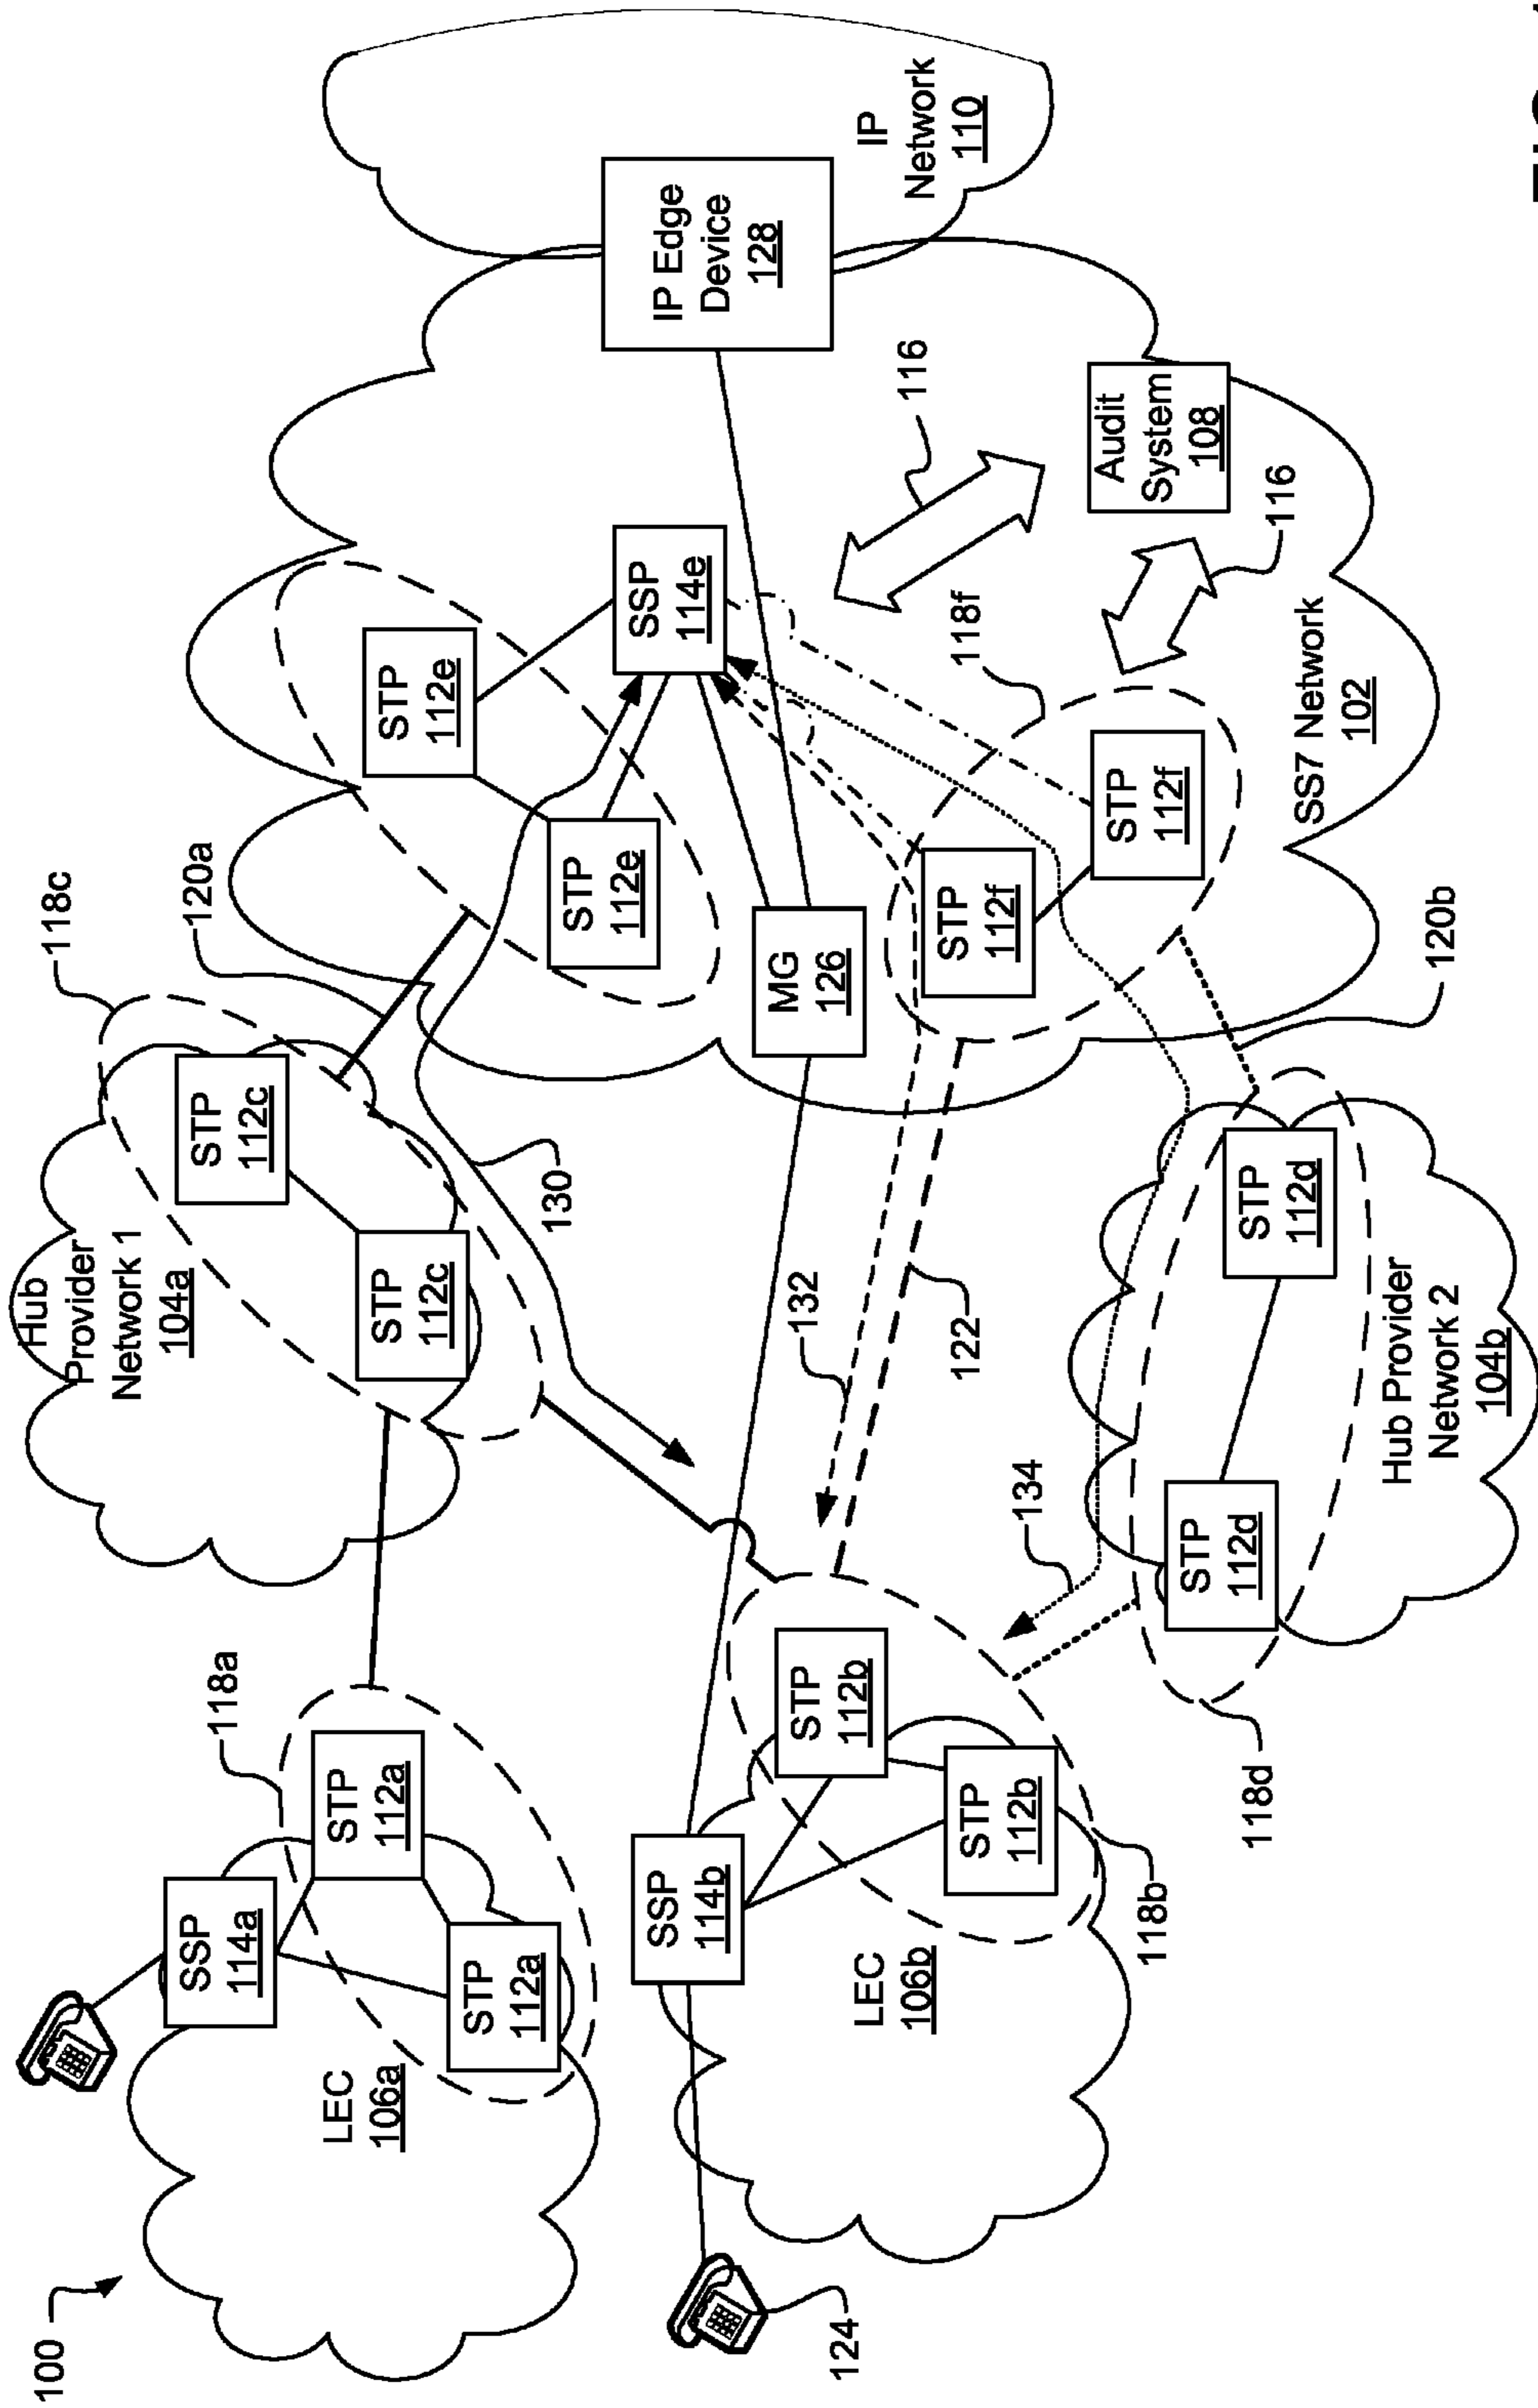 100
SSP
114a
STP
112a
STP
112a
118a
LEC
106a
Hub
Provider
Network 1
104a
STP
112c
STP
112c
118c
120a
130
STP
112e
STP
112e
SSP
114e
IP Edge
Device
128
IP
Network
110
116
Audit
System
108
116
SS7 Network
102
118f
STP
112f
STP
112f
MG
126
120b
132
122
134
STP
112d
STP
112d
Hub Provider
Network 2
104b
118d
SSP
114b
STP
112b
STP
112b
118b
LEC
106b
124